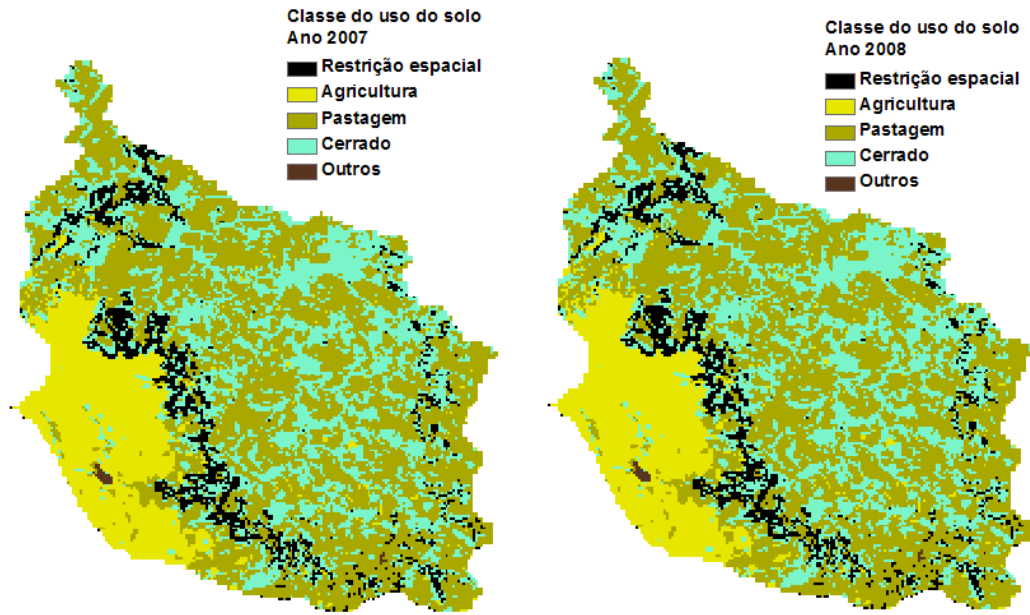 Classe do uso do solo
Ano 2007
Restrição espacial
Agricultura
Pastagem
Cerrado
Outros
Classe do uso do solo
Ano 2008
Restrição espacial
Agricultura
Pastagem
Cerrado
Outros